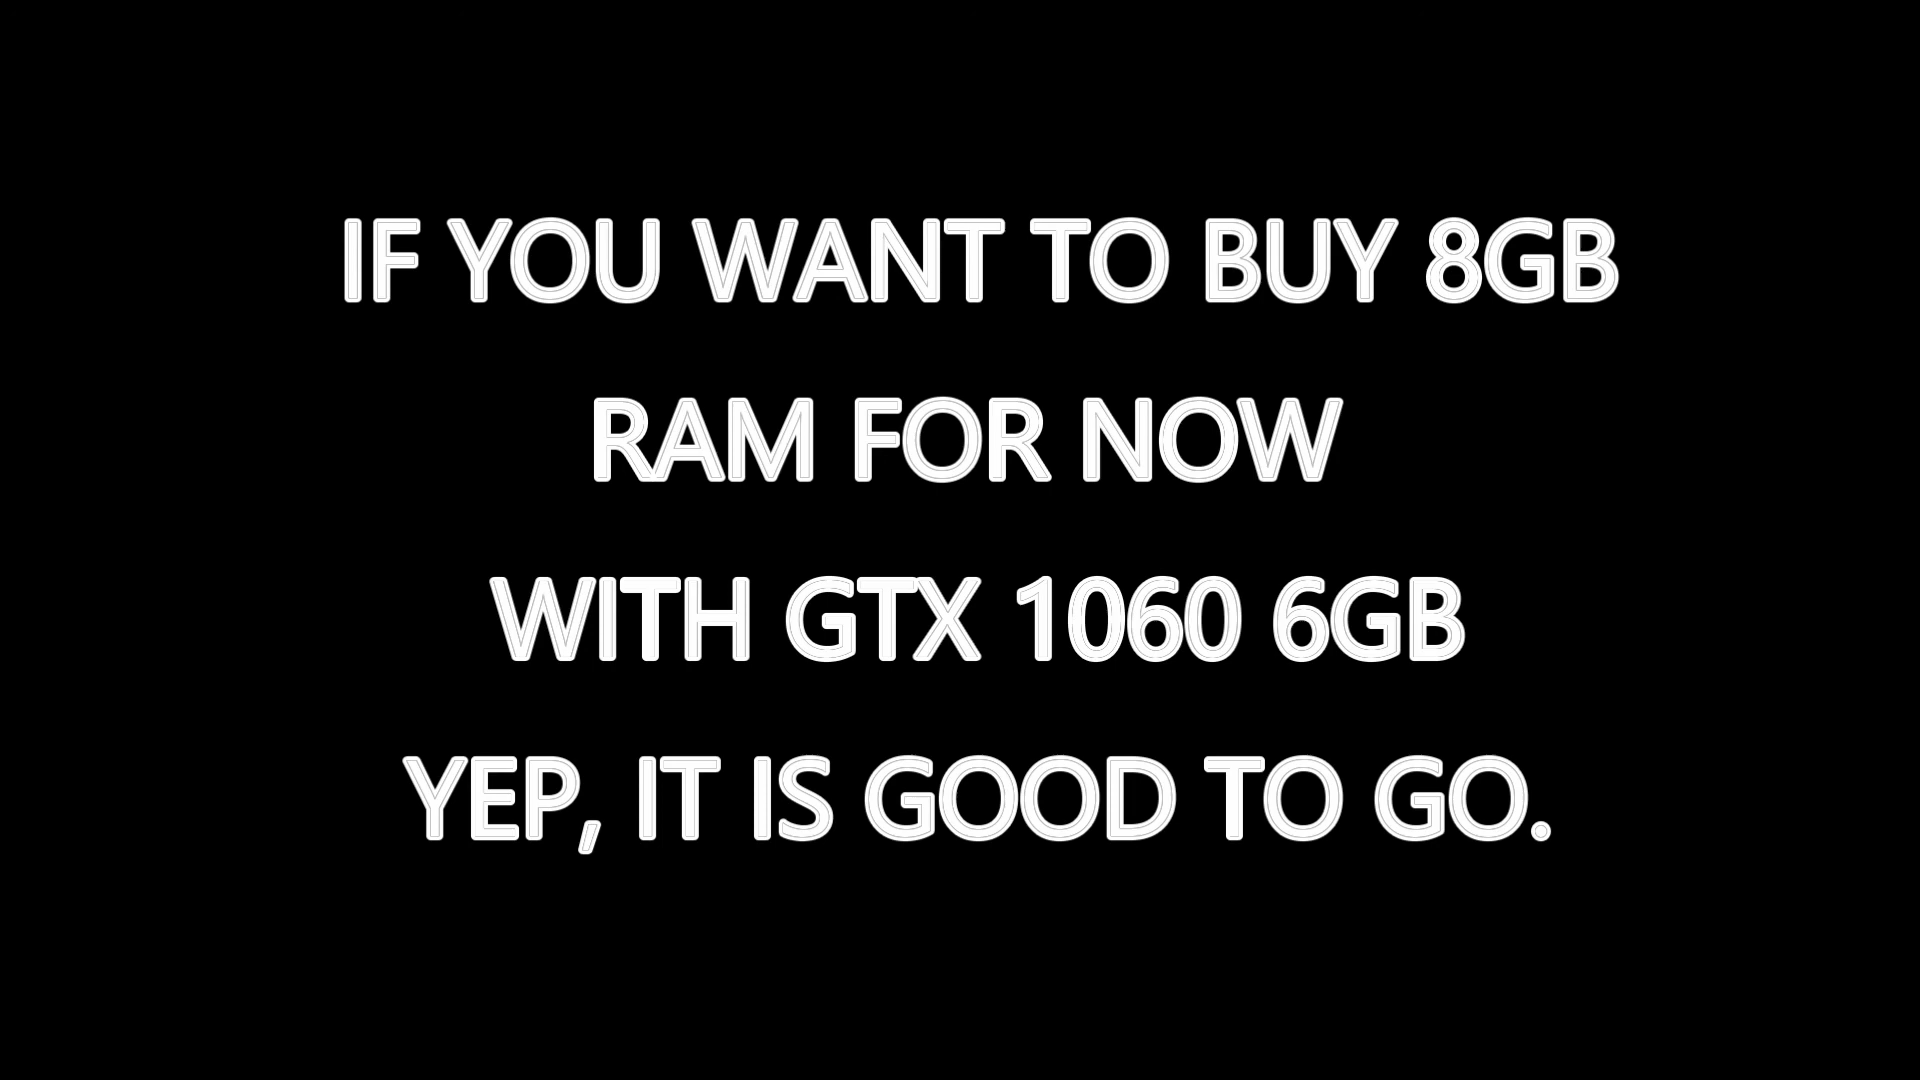 IF YOU WANT TO BUY 8GB
RAM FOR NOW
WITH GTX 1060 6GB
YEP, IT IS GOOD TO GO.